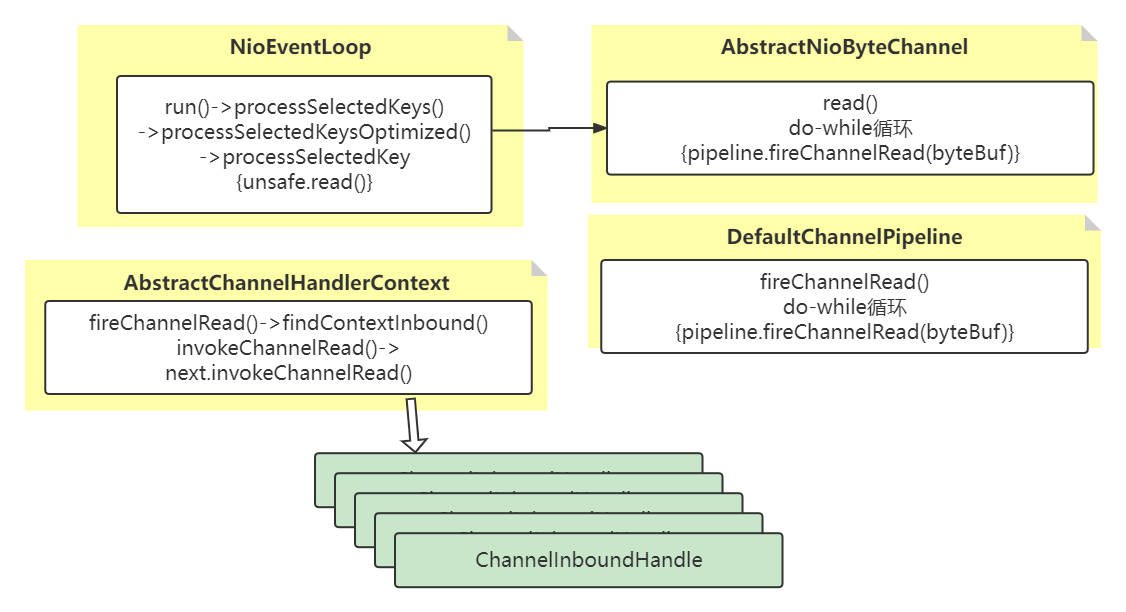 NioEventLoop
run()->processSelectedKeys()
->processSelectedKeysOptimized()
->processSelectedKey
{unsafe.read()}
AbstractNioByteChannel
read()
do-while循环
{pipeline.fireChannelRead(byteBuf)}
DefaultChannelPipeline
fireChannelRead()
do-while循环
{pipeline.fireChannelRead(byteBuf)}
AbstractChannelHandlerContext
fireChannelRead()->findContextInbound()
invokeChannelRead()->
next.invokeChannelRead()
ChannelInboundHandle